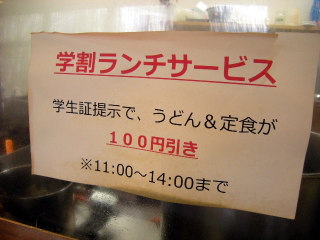 学割ランチサービス
学生証提示で、うどん＆定食が
１００円引き
※11:00～14:00まで